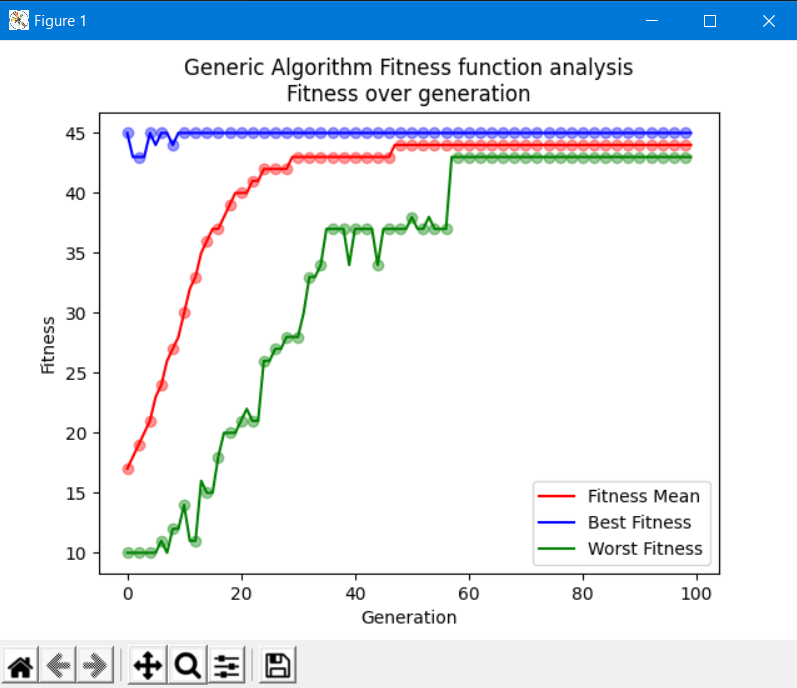 Figure 1
Generic Algorithm Fitness function analysis
Fitness over generation
45
40
35
30
25
20
15
10
Fitness
Fitness Mean
Best Fitness
Worst Fitness
0 20 40 60 80 100
Generation